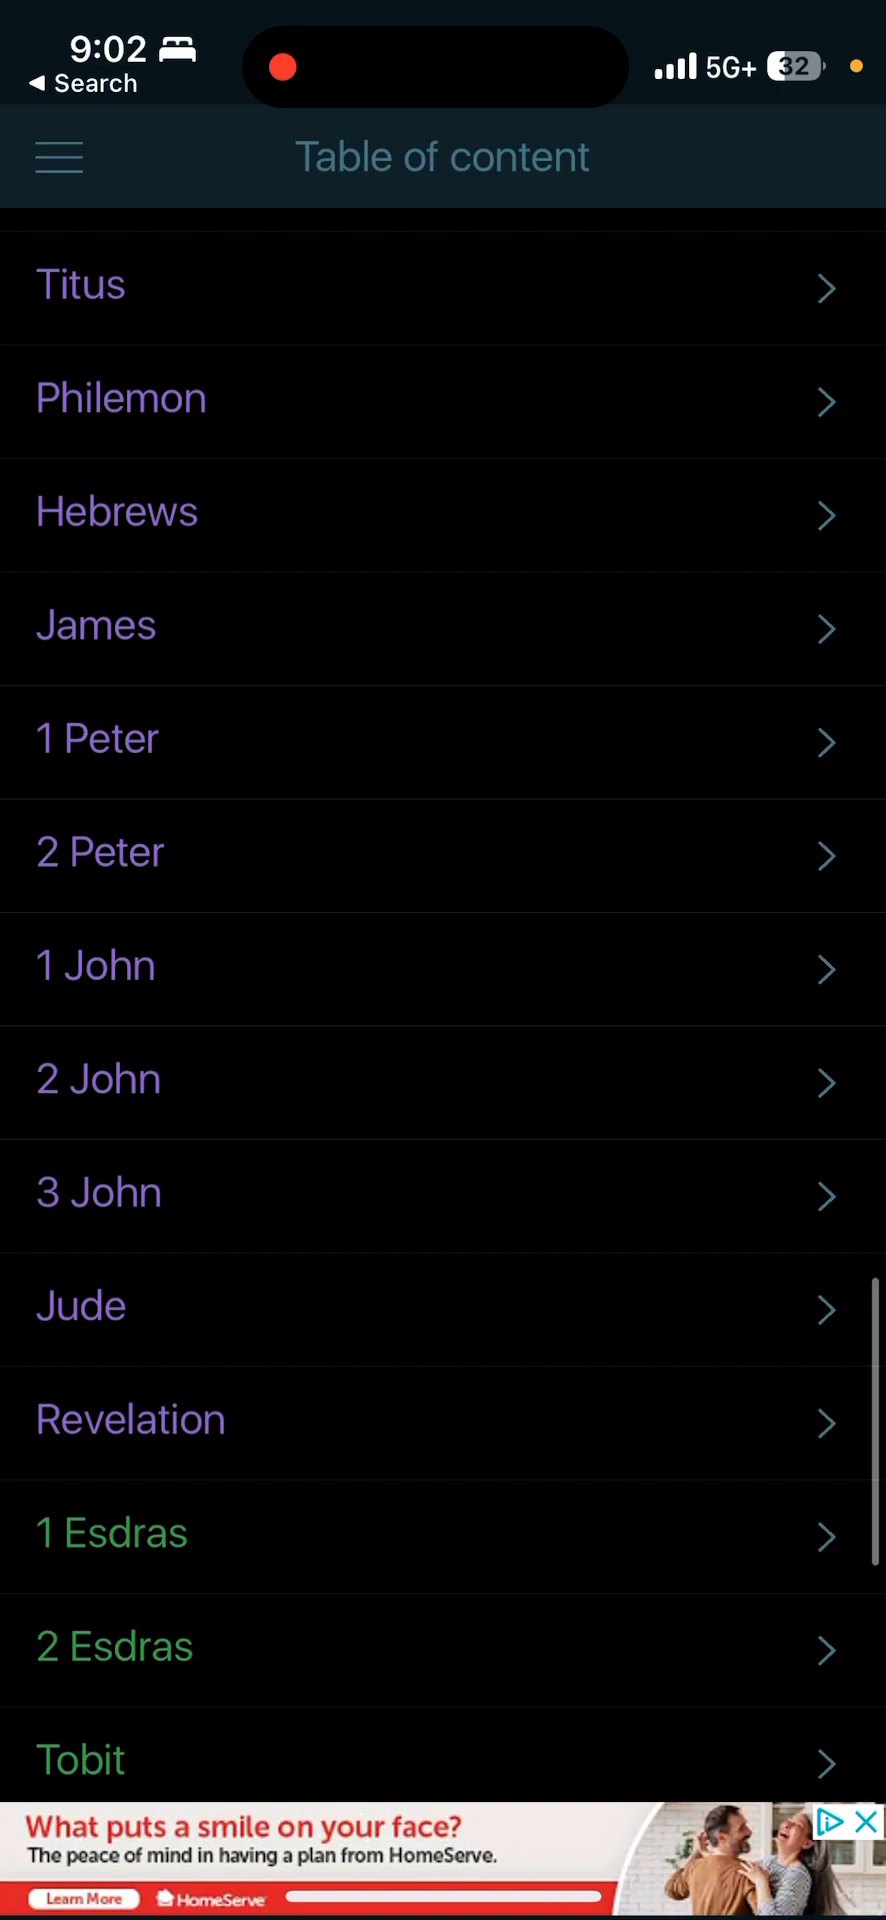 9:02
Search
5G+
32
Table of content
Titus
Philemon
Hebrews
James
1 Peter
2 Peter
1 John
2 John
3 John
Jude
Revelation
1 Esdras
2 Esdras
Tobit
What puts a smile on your face?
The peace of mind in having a plan from HomeServe.
Learn More
HomeServe